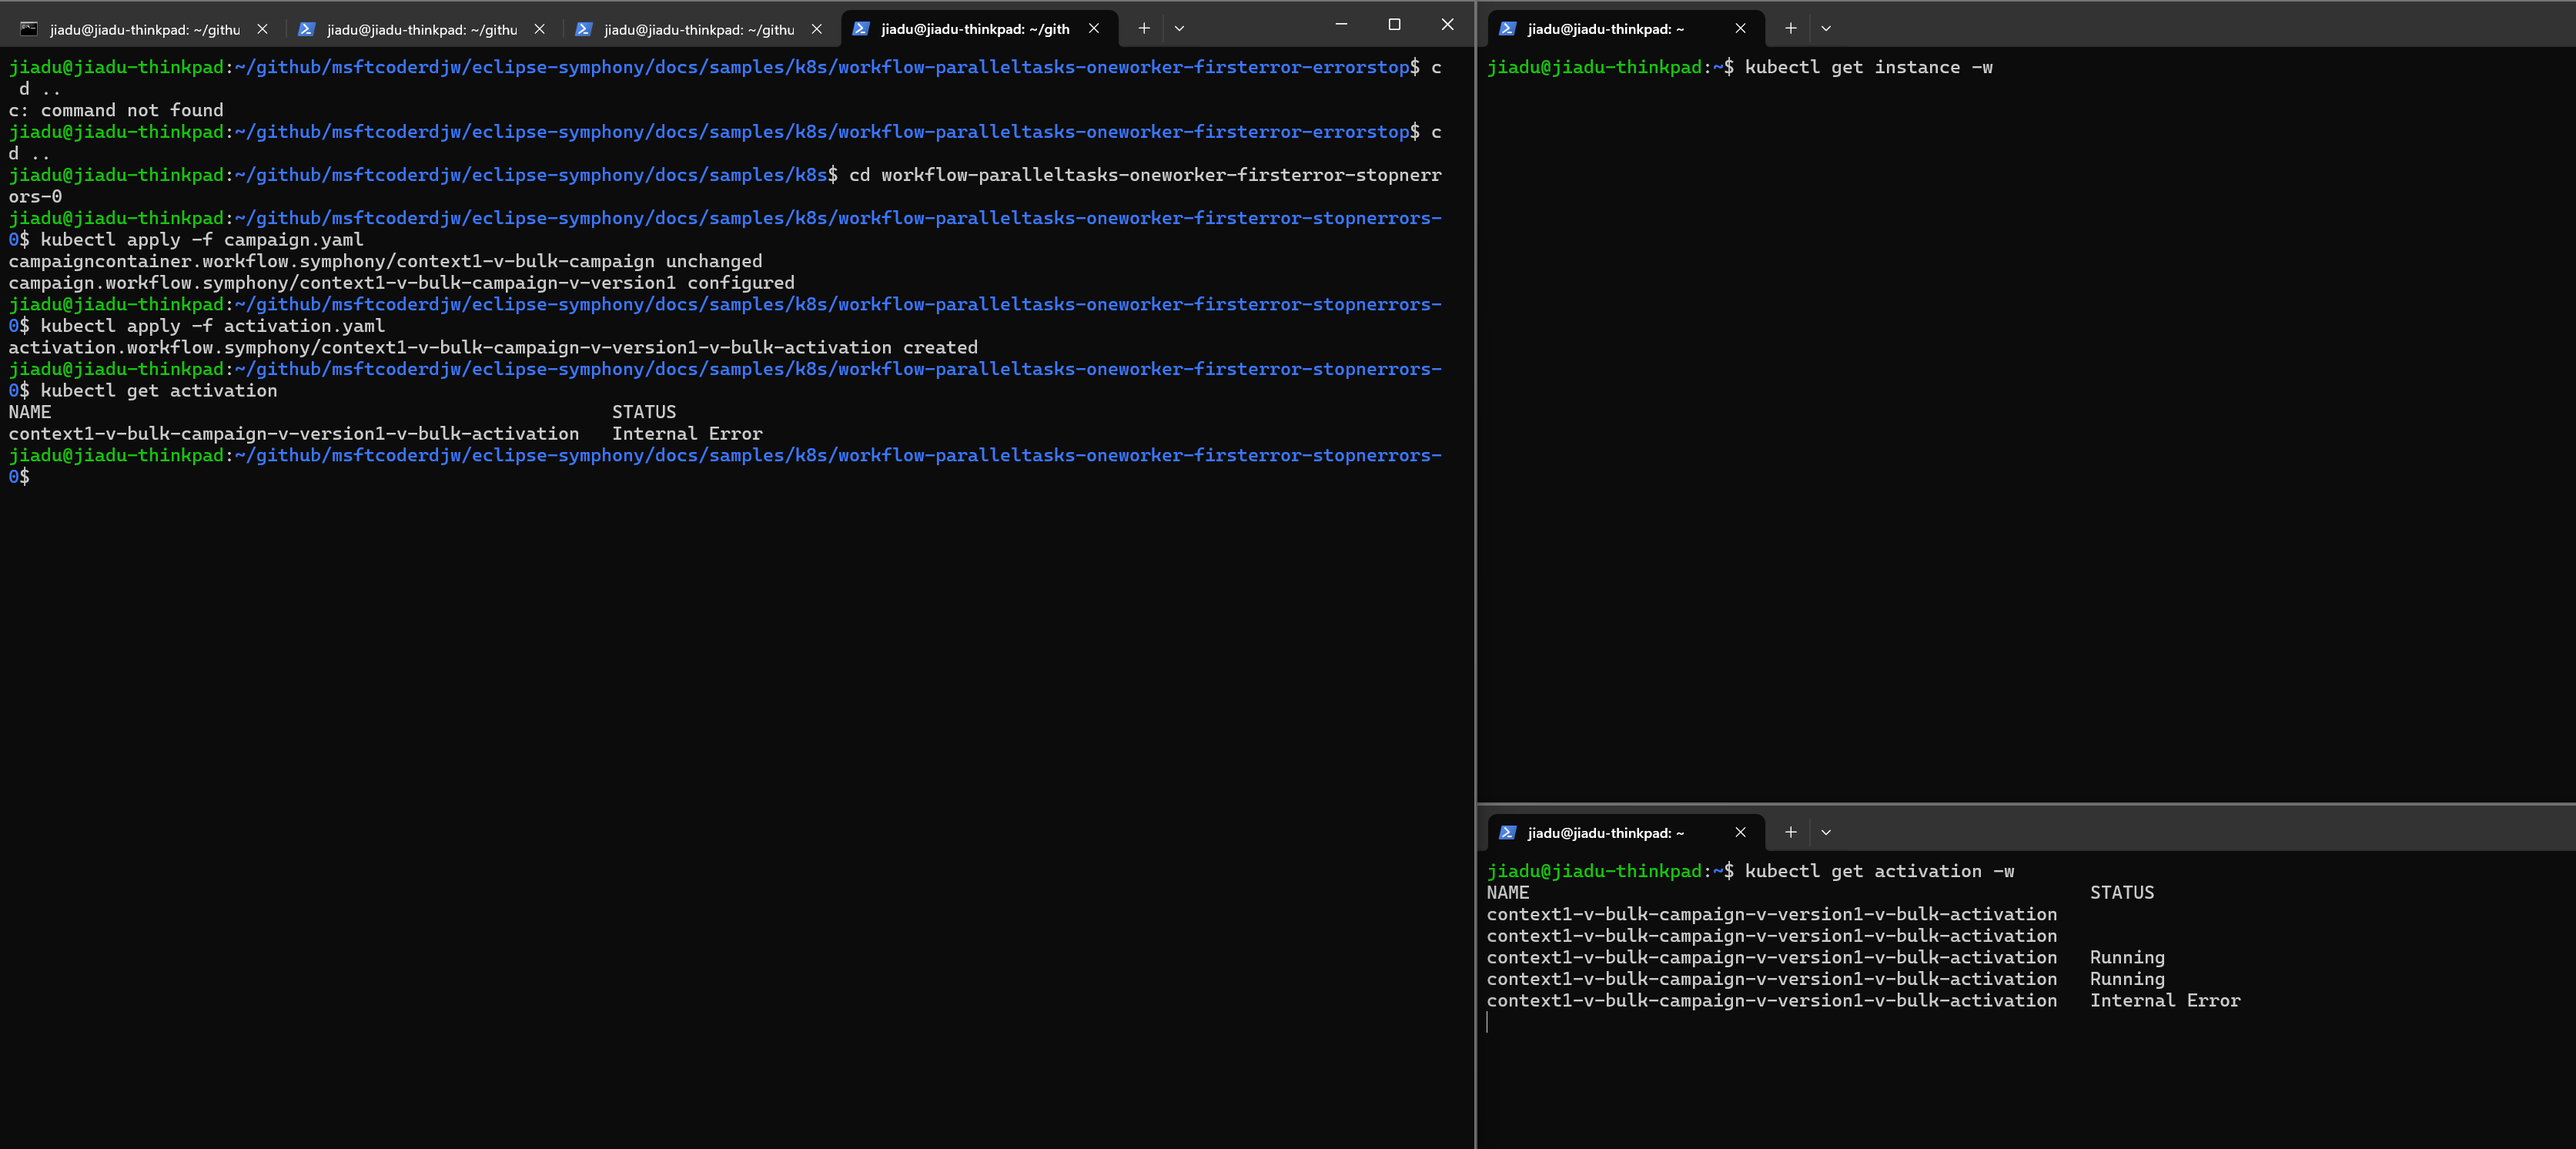 jiadu@jiadu-thinkpad: ~/githu
jiadu@jiadu-thinkpad: ~/githu
jiadu@jiadu-thinkpad: ~/githu
jiadu@jiadu-thinkpad: ~/gith
jiadu@jiadu-thinkpad:~/github/msftcoderdjw/eclipse-symphony/docs/samples/k8s/workflow-paralleltasks-oneworker-firsterror-errorstop$ c
 d ..
c: command not found
jiadu@jiadu-thinkpad:~/github/msftcoderdjw/eclipse-symphony/docs/samples/k8s/workflow-paralleltasks-oneworker-firsterror-errorstop$ c
d ..
jiadu@jiadu-thinkpad:~/github/msftcoderdjw/eclipse-symphony/docs/samples/k8s$ cd workflow-paralleltasks-oneworker-firsterror-stopnerr
ors-0
jiadu@jiadu-thinkpad:~/github/msftcoderdjw/eclipse-symphony/docs/samples/k8s/workflow-paralleltasks-oneworker-firsterror-stopnerrors-
0$ kubectl apply -f campaign.yaml
campaigncontainer.workflow.symphony/context1-v-bulk-campaign unchanged
campaign.workflow.symphony/context1-v-bulk-campaign-v-version1 configured
jiadu@jiadu-thinkpad:~/github/msftcoderdjw/eclipse-symphony/docs/samples/k8s/workflow-paralleltasks-oneworker-firsterror-stopnerrors-
0$ kubectl apply -f activation.yaml
activation.workflow.symphony/context1-v-bulk-campaign-v-version1-v-bulk-activation created
jiadu@jiadu-thinkpad:~/github/msftcoderdjw/eclipse-symphony/docs/samples/k8s/workflow-paralleltasks-oneworker-firsterror-stopnerrors-
0$ kubectl get activation
NAME STATUS
context1-v-bulk-campaign-v-version1-v-bulk-activation Internal Error
jiadu@jiadu-thinkpad:~/github/msftcoderdjw/eclipse-symphony/docs/samples/k8s/workflow-paralleltasks-oneworker-firsterror-stopnerrors-
0$
jiadu@jiadu-thinkpad: ~
jiadu@jiadu-thinkpad:~$ kubectl get instance -w
jiadu@jiadu-thinkpad: ~
jiadu@jiadu-thinkpad:~$ kubectl get activation -w
NAME STATUS
context1-v-bulk-campaign-v-version1-v-bulk-activation
context1-v-bulk-campaign-v-version1-v-bulk-activation
context1-v-bulk-campaign-v-version1-v-bulk-activation Running
context1-v-bulk-campaign-v-version1-v-bulk-activation Running
context1-v-bulk-campaign-v-version1-v-bulk-activation Internal Error